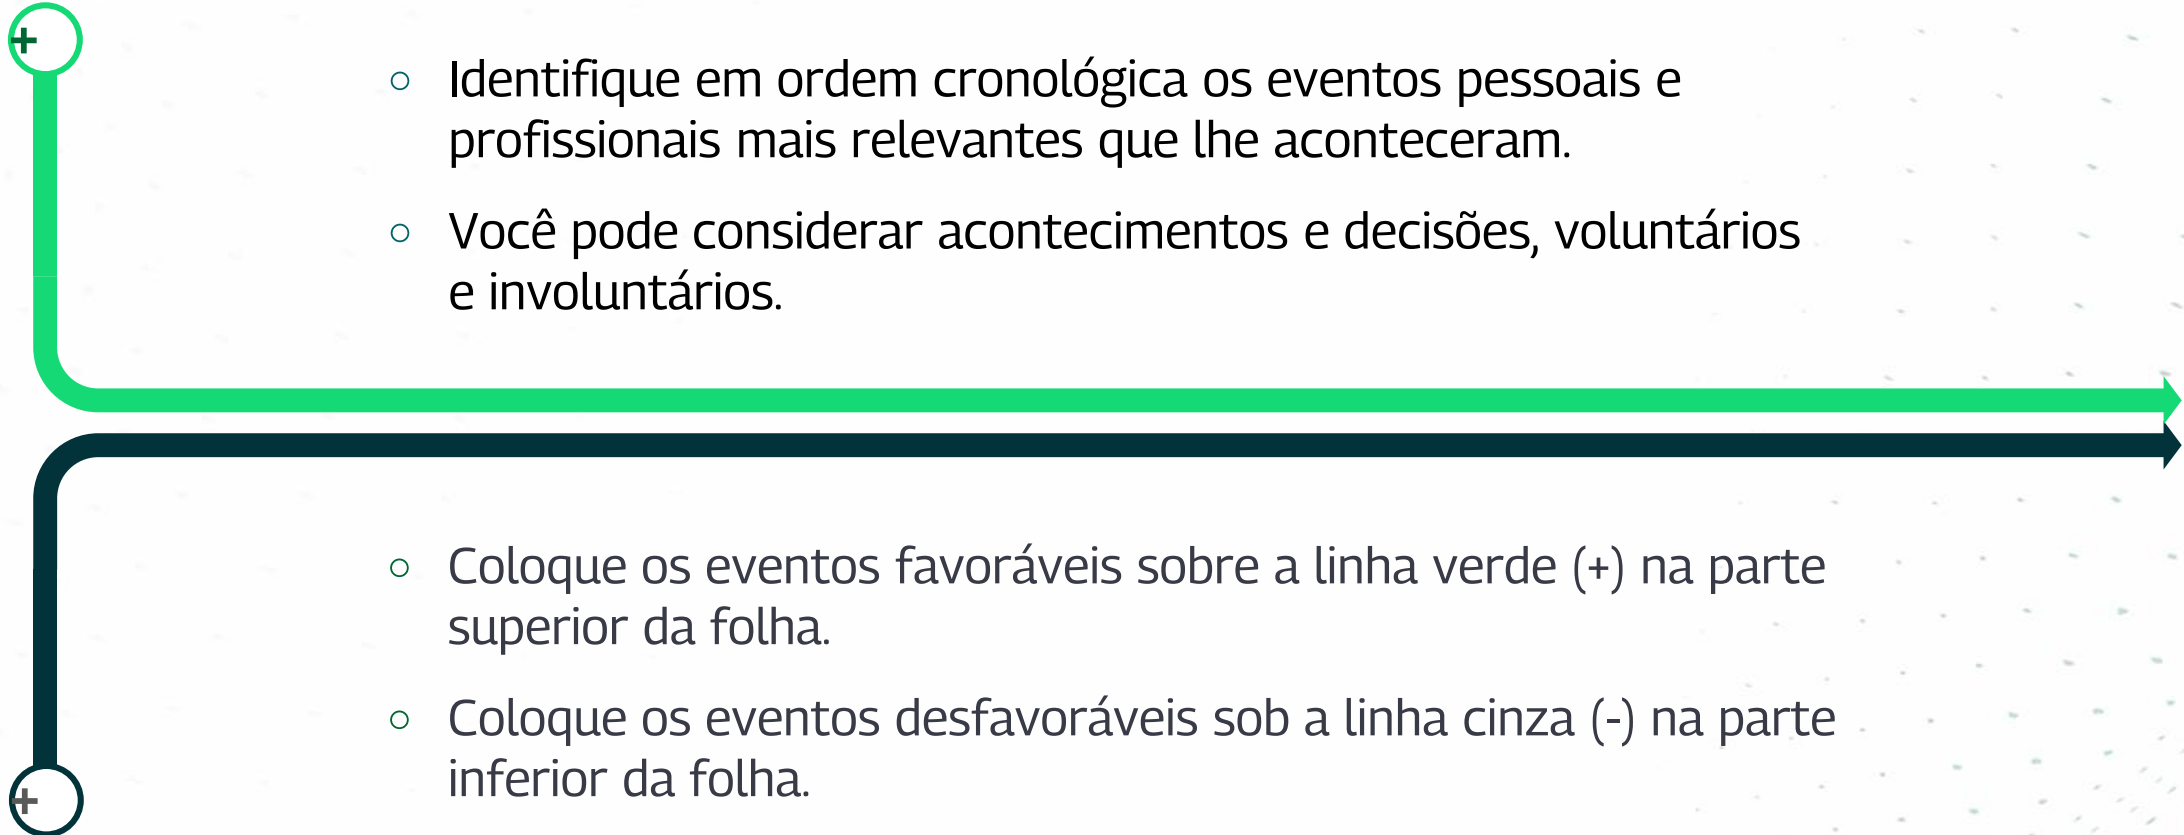 +
○ Identifique em ordem cronológica os eventos pessoais e
profissionais mais relevantes que lhe aconteceram.
○ Você pode considerar acontecimentos e decisões, voluntários
e involuntários.
○ Coloque os eventos favoráveis sobre a linha verde (+) na parte
superior da folha.
○ Coloque os eventos desfavoráveis sob a linha cinza (-) na parte
inferior da folha.
+